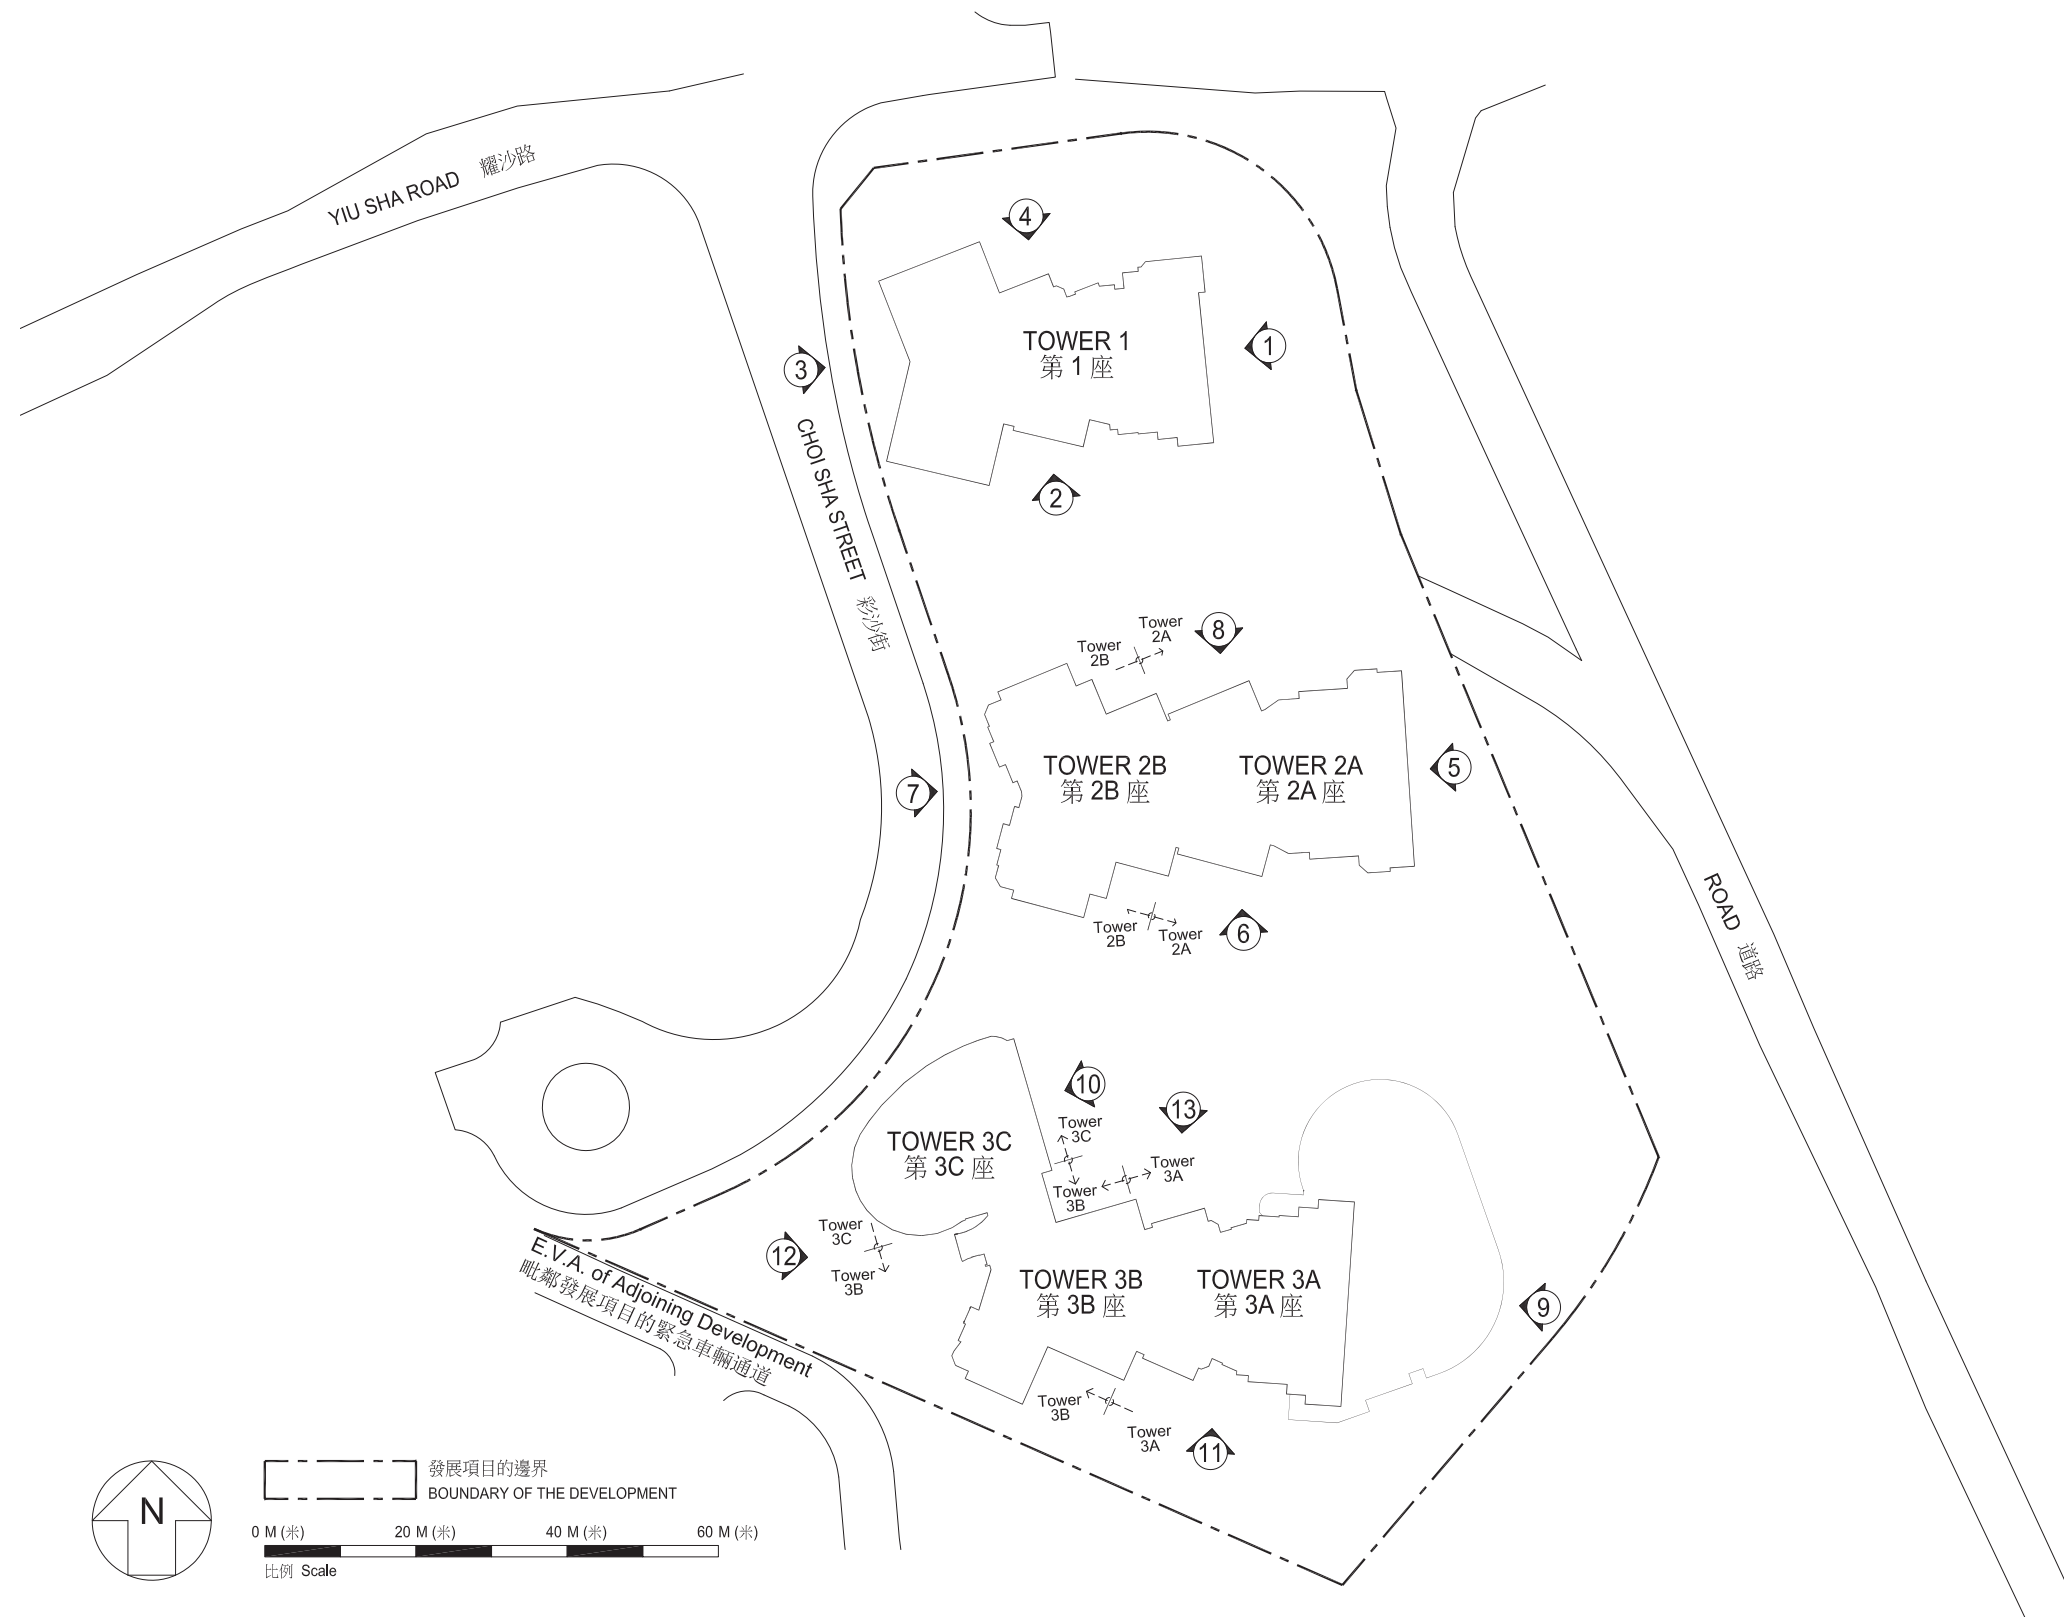 YIU SHA ROAD 耀沙路
4
TOWER 1
第 1 座
1
3
2
CHOI SHA STREET 彩沙街
Tower
2A
Tower
2B
8
TOWER 2B
第 2B 座
TOWER 2A
第 2A 座
5
7
ROAD 道路
Tower
2B
Tower
2A
6
10
13
Tower
3C
TOWER 3C
第 3C 座
Tower
3A
Tower
3B
12
Tower
3C
Tower
3B
E.V.A. of Adjoining Development
毗鄰發展項目的緊急車輛通道
TOWER 3B
第 3B 座
TOWER 3A
第 3A 座
9
Tower
3B
Tower
3A
11
N
發展項目的邊界
BOUNDARY OF THE DEVELOPMENT
0 M (米) 20 M (米) 40 M (米) 60 M (米)
比例 Scale